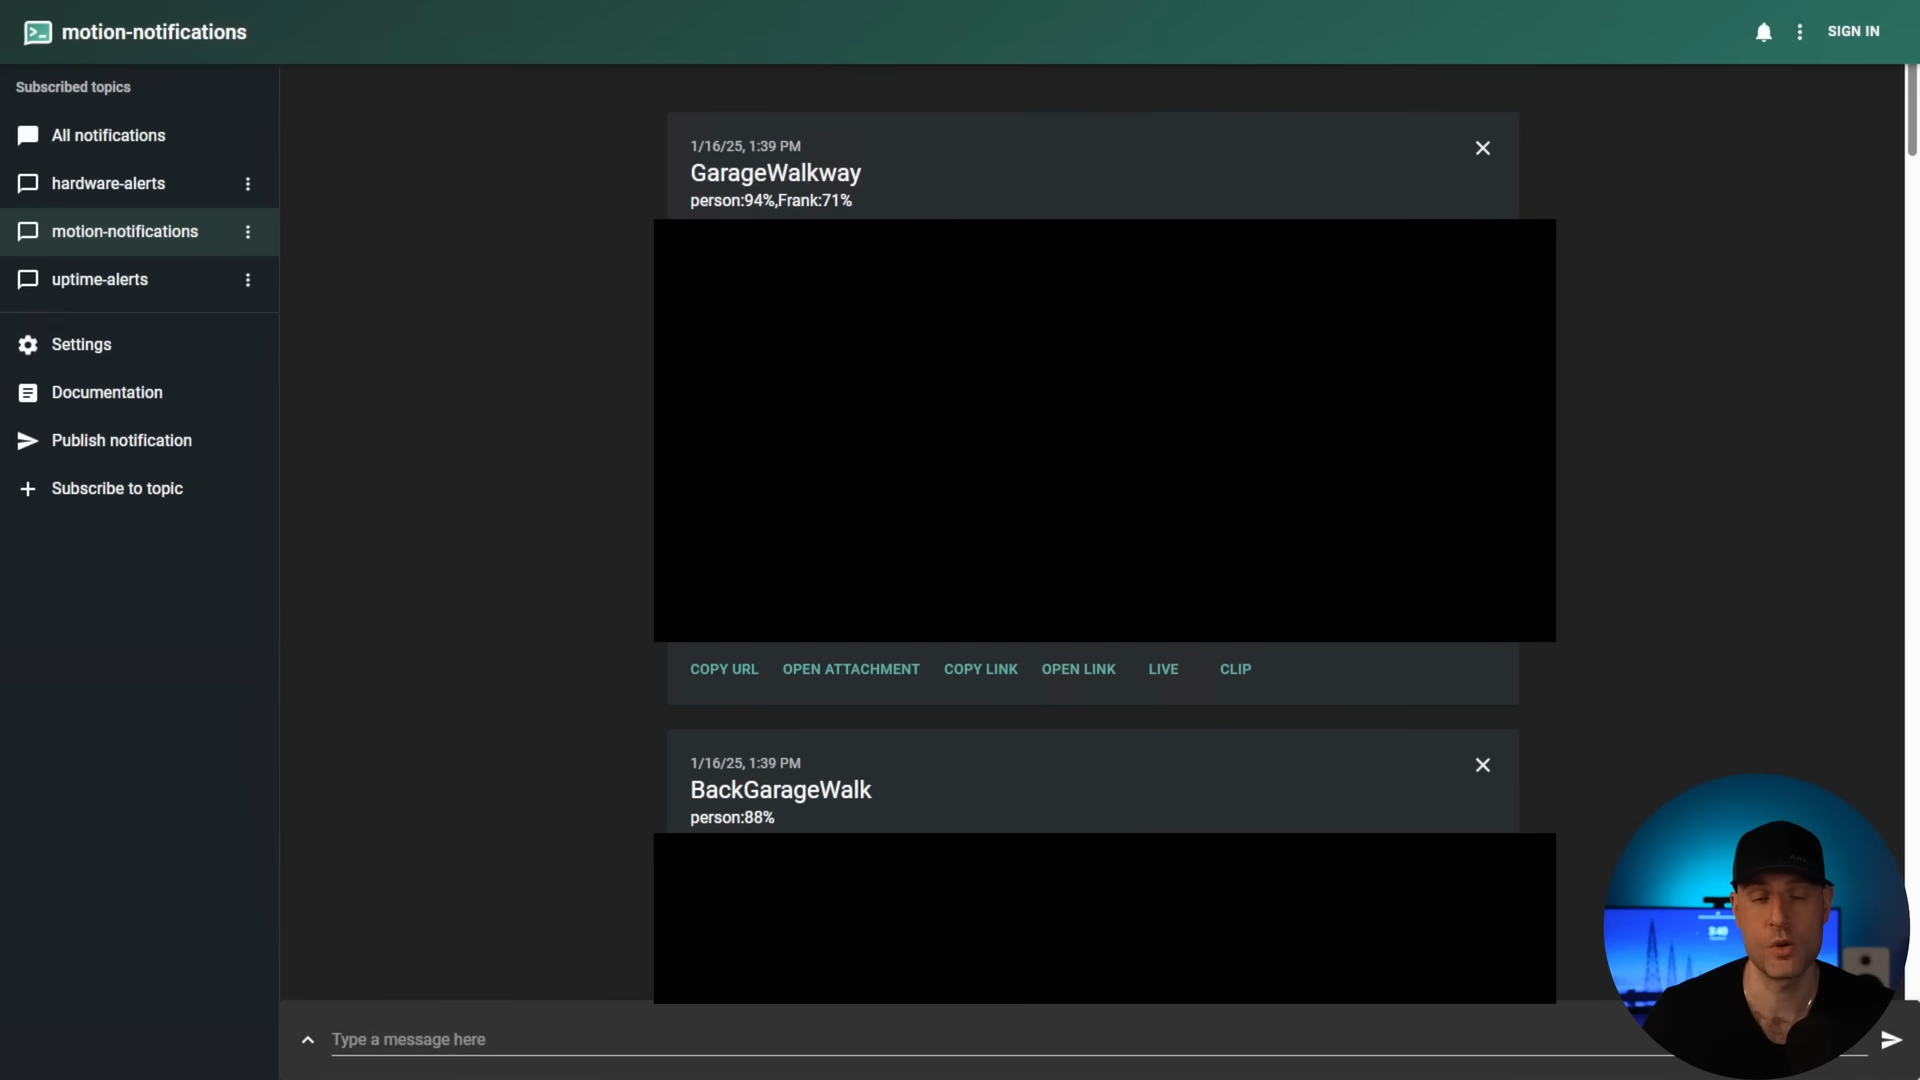 motion-notifications
SIGN IN
Subscribed topics
All notifications
hardware-alerts
motion-notifications
uptime-alerts
Settings
Documentation
Publish notification
Subscribe to topic
1/16/25, 1:39 PM
GarageWalkway
person:94%,Frank:71%
COPY URL
OPEN ATTACHMENT
COPY LINK
OPEN LINK
LIVE
CLIP
1/16/25, 1:39 PM
BackGarageWalk
person:88%
Type a message here